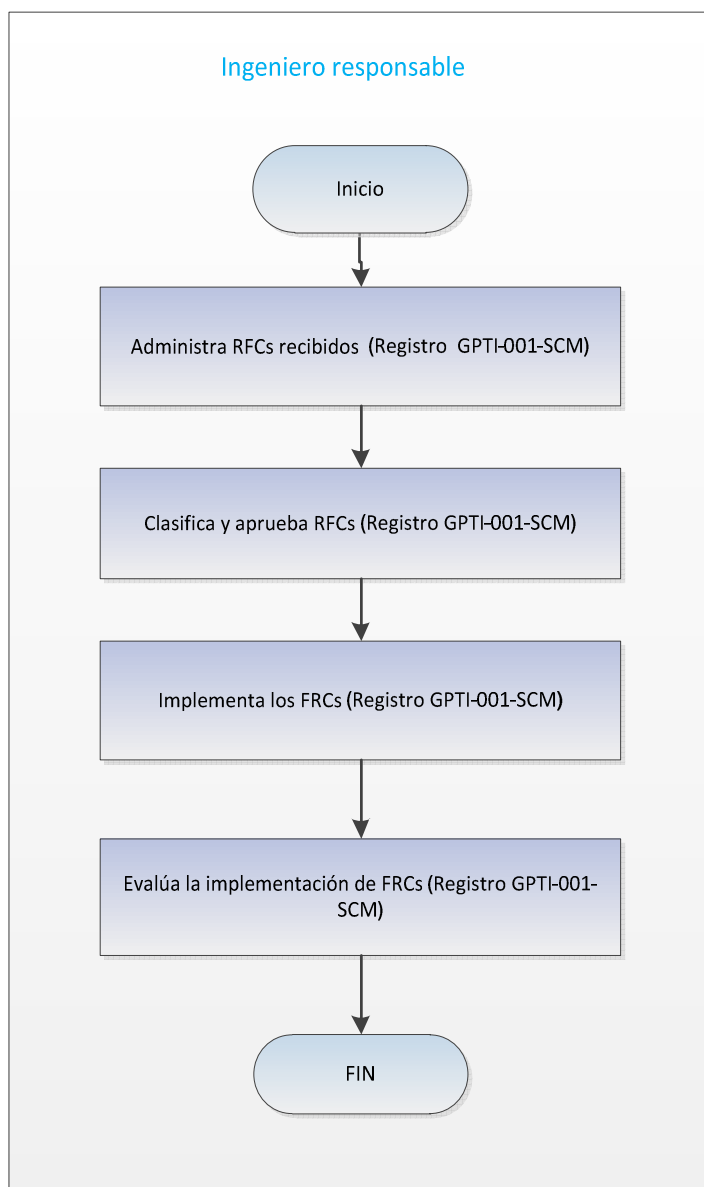 Ingeniero responsable
Inicio
Administra RFCs recibidos (Registro GPTI-001-SCM)
Clasifica y aprueba RFCs (Registro GPTI-001-SCM)
Implementa los FRCs (Registro GPTI-001-SCM)
Evalúa la implementación de FRCs (Registro GPTI-001-
SCM)
FIN